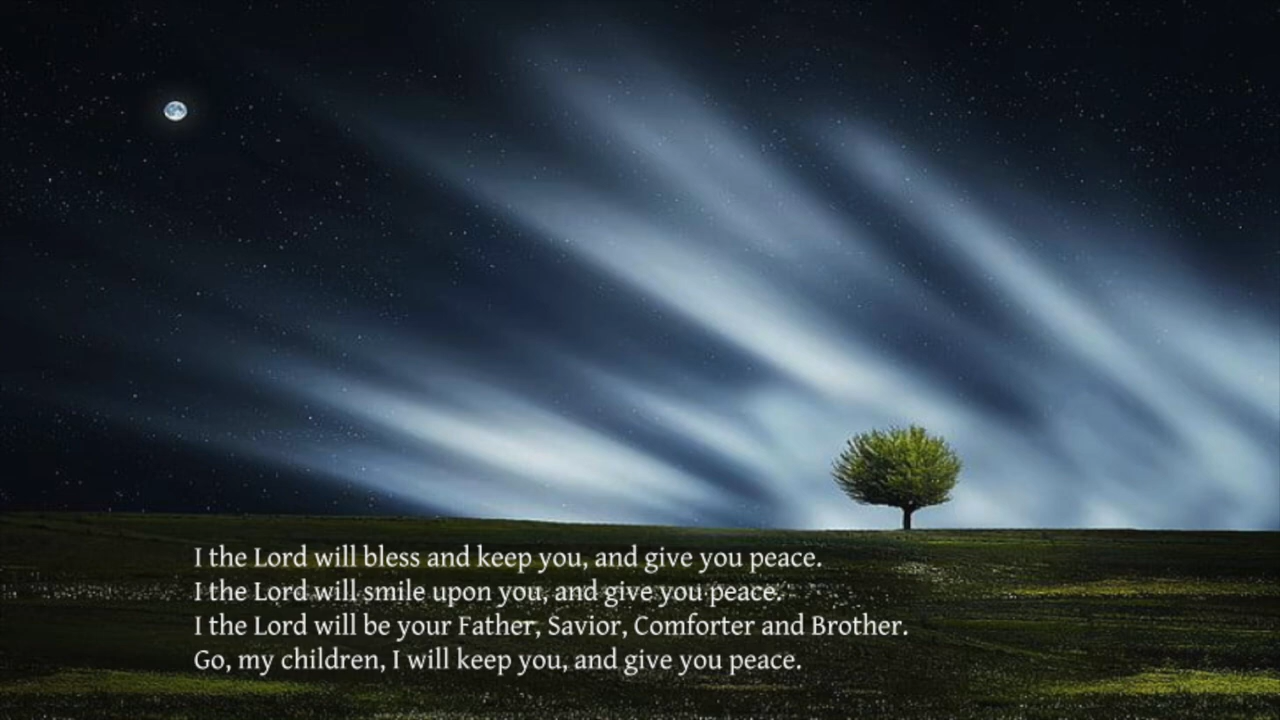 I the Lord will bless and keep you, and give you peace.
I the Lord will smile upon you, and give you peace.
I the Lord will be your Father, Savior, Comforter and Brother.
Go, my children, I will keep you, and give you peace.